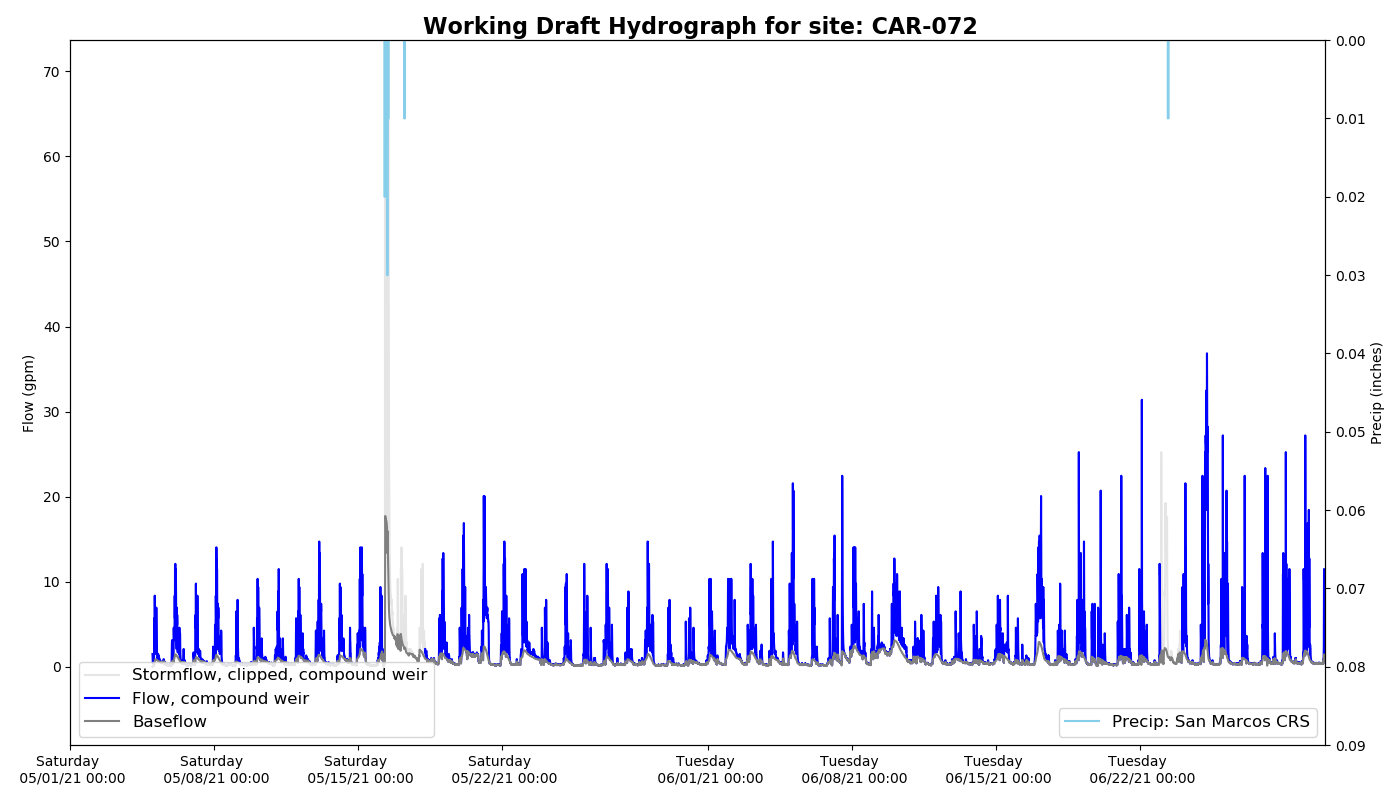 Working Draft Hydrograph for site: CAR-072
Flow (gpm)
70
60
50
40
30
20
10
0
0.00
0.01
0.02
0.03
0.04
0.05
0.06
0.07
0.08
0.09
Precip (inches)
Stormflow, clipped, compound weir
Flow, compound weir
Baseflow
Precip: San Marcos CRS
Saturday
05/01/21 00:00
Saturday
05/08/21 00:00
Saturday
05/15/21 00:00
Saturday
05/22/21 00:00
Tuesday
06/01/21 00:00
Tuesday
06/08/21 00:00
Tuesday
06/15/21 00:00
Tuesday
06/22/21 00:00